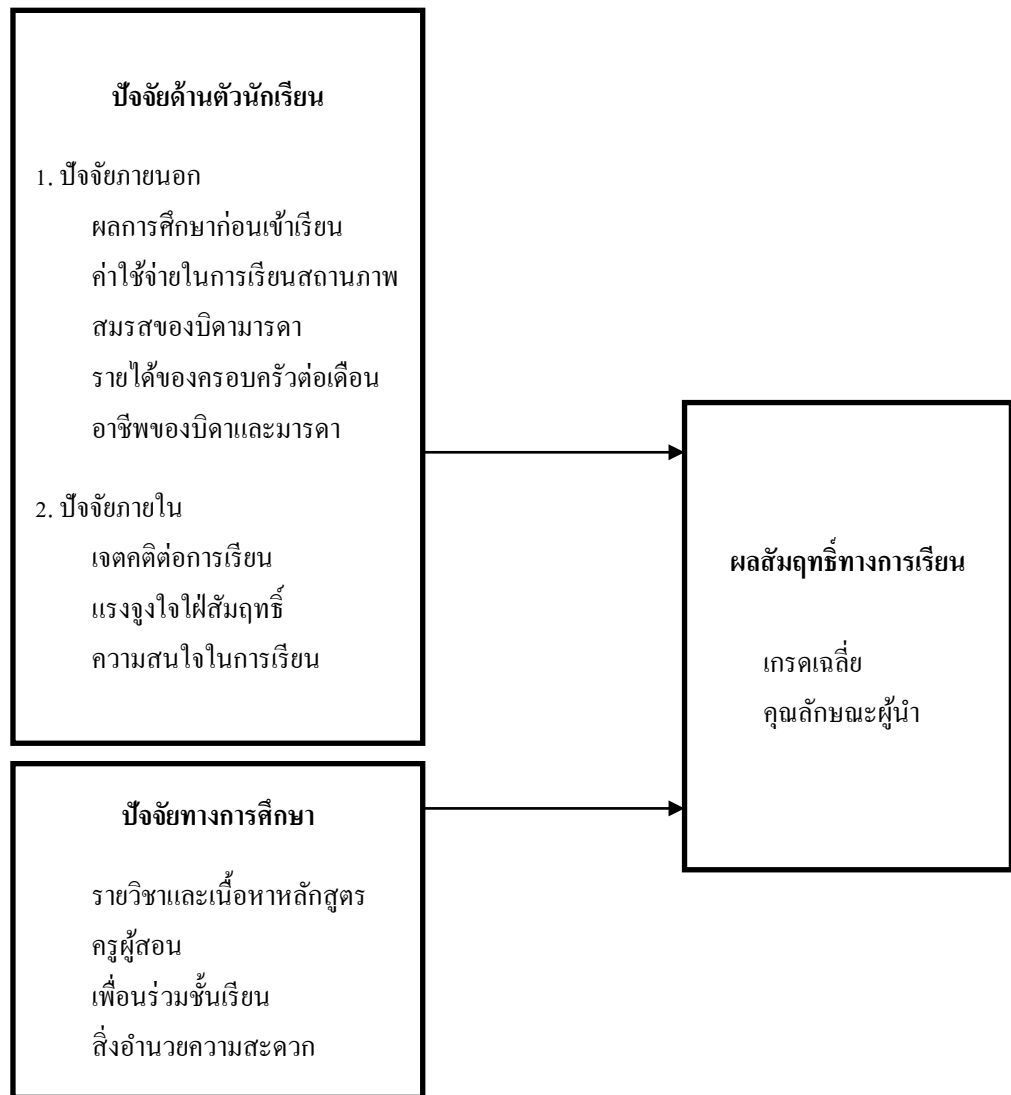 ปัจจัยด้านตัวนักเรียน
1. ปัจจัยภายนอก
ผลการศึกษาก่อนเข้าเรียน
ค่าใช้จ่ายในการเรียนสถานภาพ
สมรสของบิดามารดา
รายได้ของครอบครัวต่อเดือน
อาชีพของบิดาและมารดา
2. ปัจจัยภายใน
เจตคติต่อการเรียน
แรงจูงใจใฝ่สัมฤทธิ์
ความสนใจในการเรียน
ปัจจัยทางการศึกษา
รายวิชาและเนื้อหาหลักสูตร
ครูผู้สอน
เพื่อนร่วมชั้นเรียน
สิ่งอำนวยความสะดวก
ผลสัมฤทธิ์ทางการเรียน
เกรดเฉลี่ย
คุณลักษณะผู้นำ